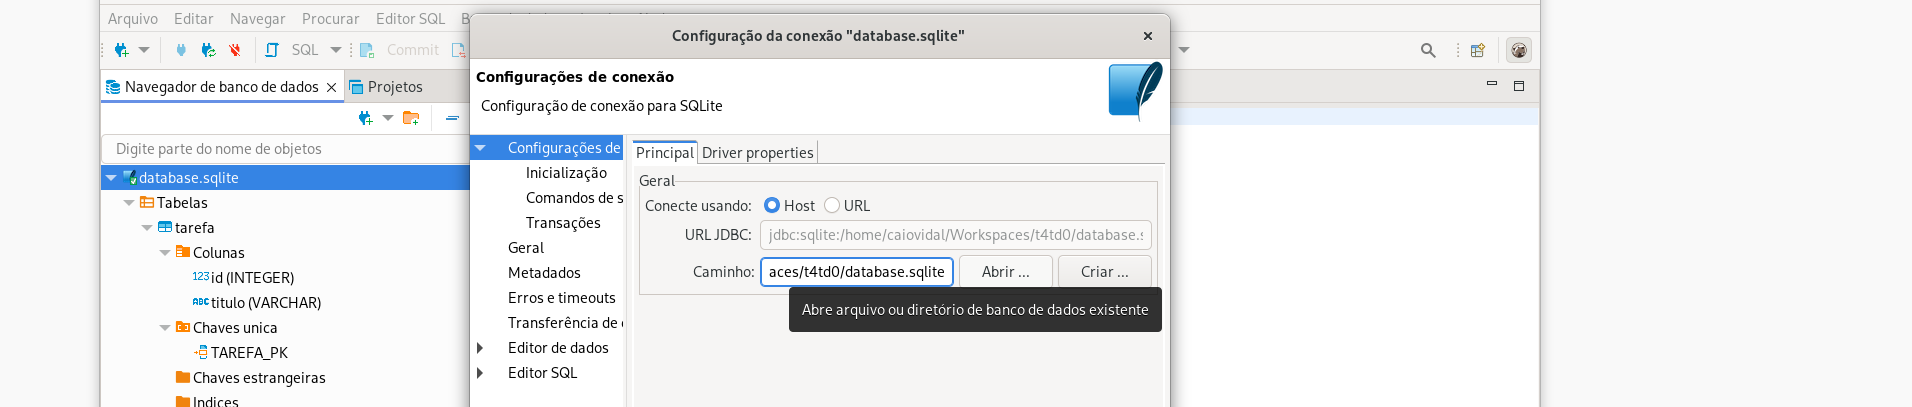 Arquivo Editar Navegar Procurar Editor SQL
Configuração da conexão "database.sqlite"
SQL Commit
Configurações de conexão
Configuração de conexão para SQLite
Navegador de banco de dados Projetos
Digite parte do nome de objetos
database.sqlite
Tabelas
tarefa
Colunas
123 id (INTEGER)
ABC titulo (VARCHAR)
Chaves unica
TAREFA_PK
Chaves estrangeiras
Indices
Configurações de
Inicialização
Comandos de s
Transações
Geral
Metadados
Erros e timeouts
Transferência de
Editor de dados
Editor SQL
Principal Driver properties
Geral
Conecte usando: Host URL
URL JDBC: jdbc:sqlite:/home/caiovidal/Workspaces/t4td0/database.s
Caminho: aces/t4td0/database.sqlite Abrir ... Criar ...
Abre arquivo ou diretório de banco de dados existente